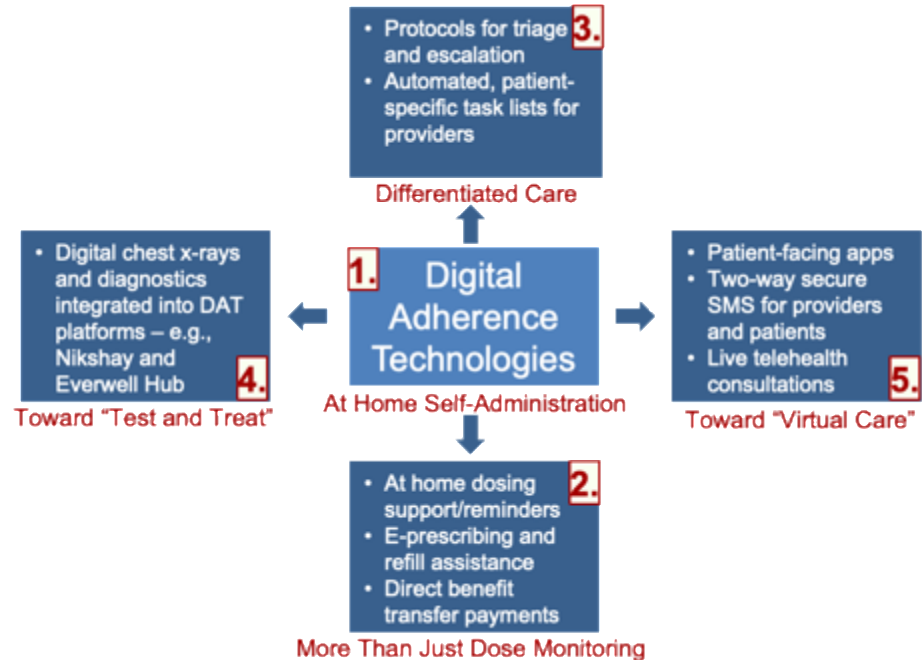 • Protocols for triage
and escalation
• Automated, patient-
specific task lists for
providers
3.
Differentiated Care
• Digital chest x-rays
and diagnostics
integrated into DAT
platforms – e.g.,
Nikshay and
Everwell Hub
4.
Toward "Test and Treat"
1.
Digital
Adherence
Technologies
At Home Self-Administration
• Patient-facing apps
• Two-way secure
SMS for providers
and patients
• Live telehealth
consultations
5.
Toward "Virtual Care"
• At home dosing
support/reminders
• E-prescribing and
refill assistance
• Direct benefit
transfer payments
2.
More Than Just Dose Monitoring